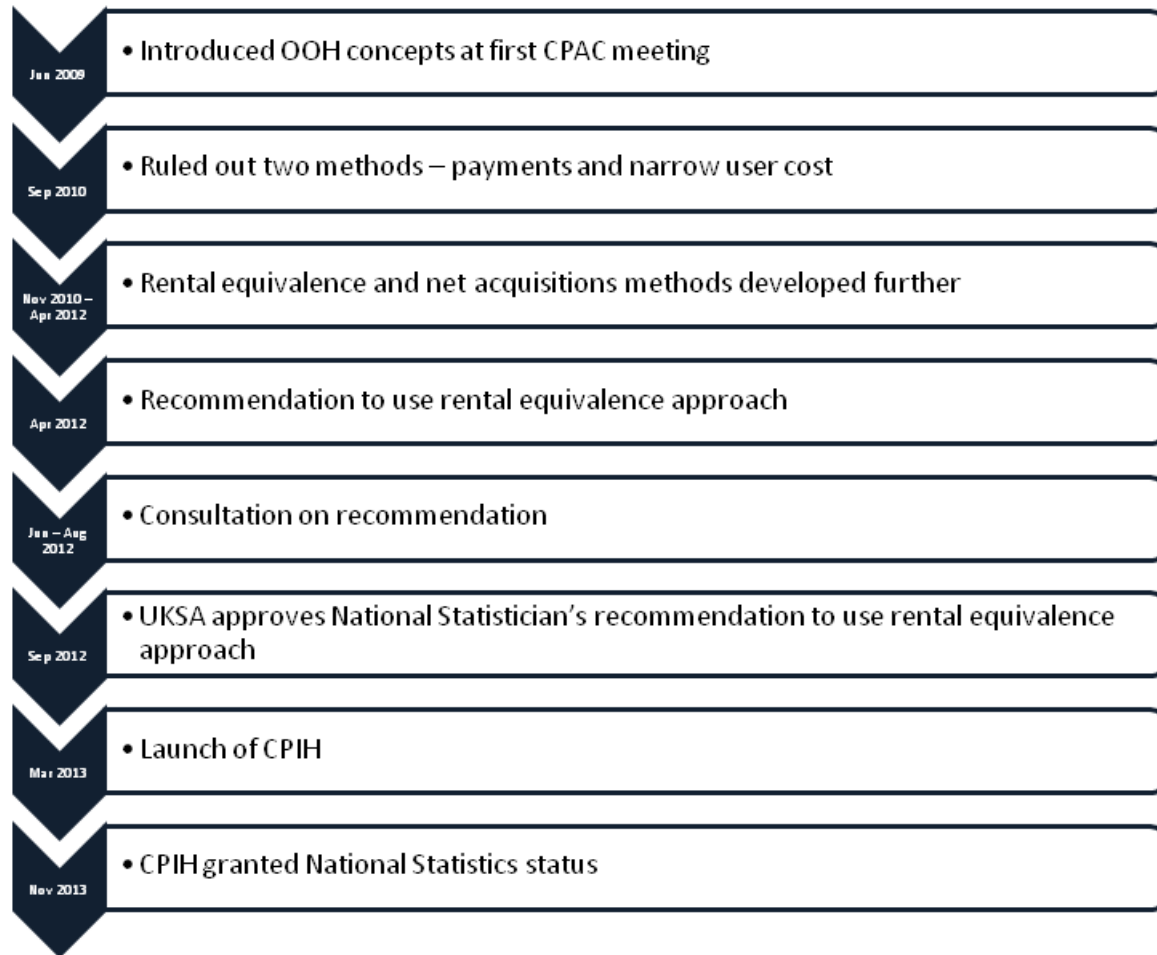 Jun 2009
• Introduced OOH concepts at first CPAC meeting
Sep 2010
• Ruled out two methods – payments and narrow user cost
Nov 2010 –
Apr 2012
• Rental equivalence and net acquisitions methods developed further
Apr 2012
• Recommendation to use rental equivalence approach
Jun – Aug
2012
• Consultation on recommendation
Sep 2012
• UKSA approves National Statistician’s recommendation to use rental equivalence
approach
Mar 2013
• Launch of CPIH
Nov 2013
• CPIH granted National Statistics status